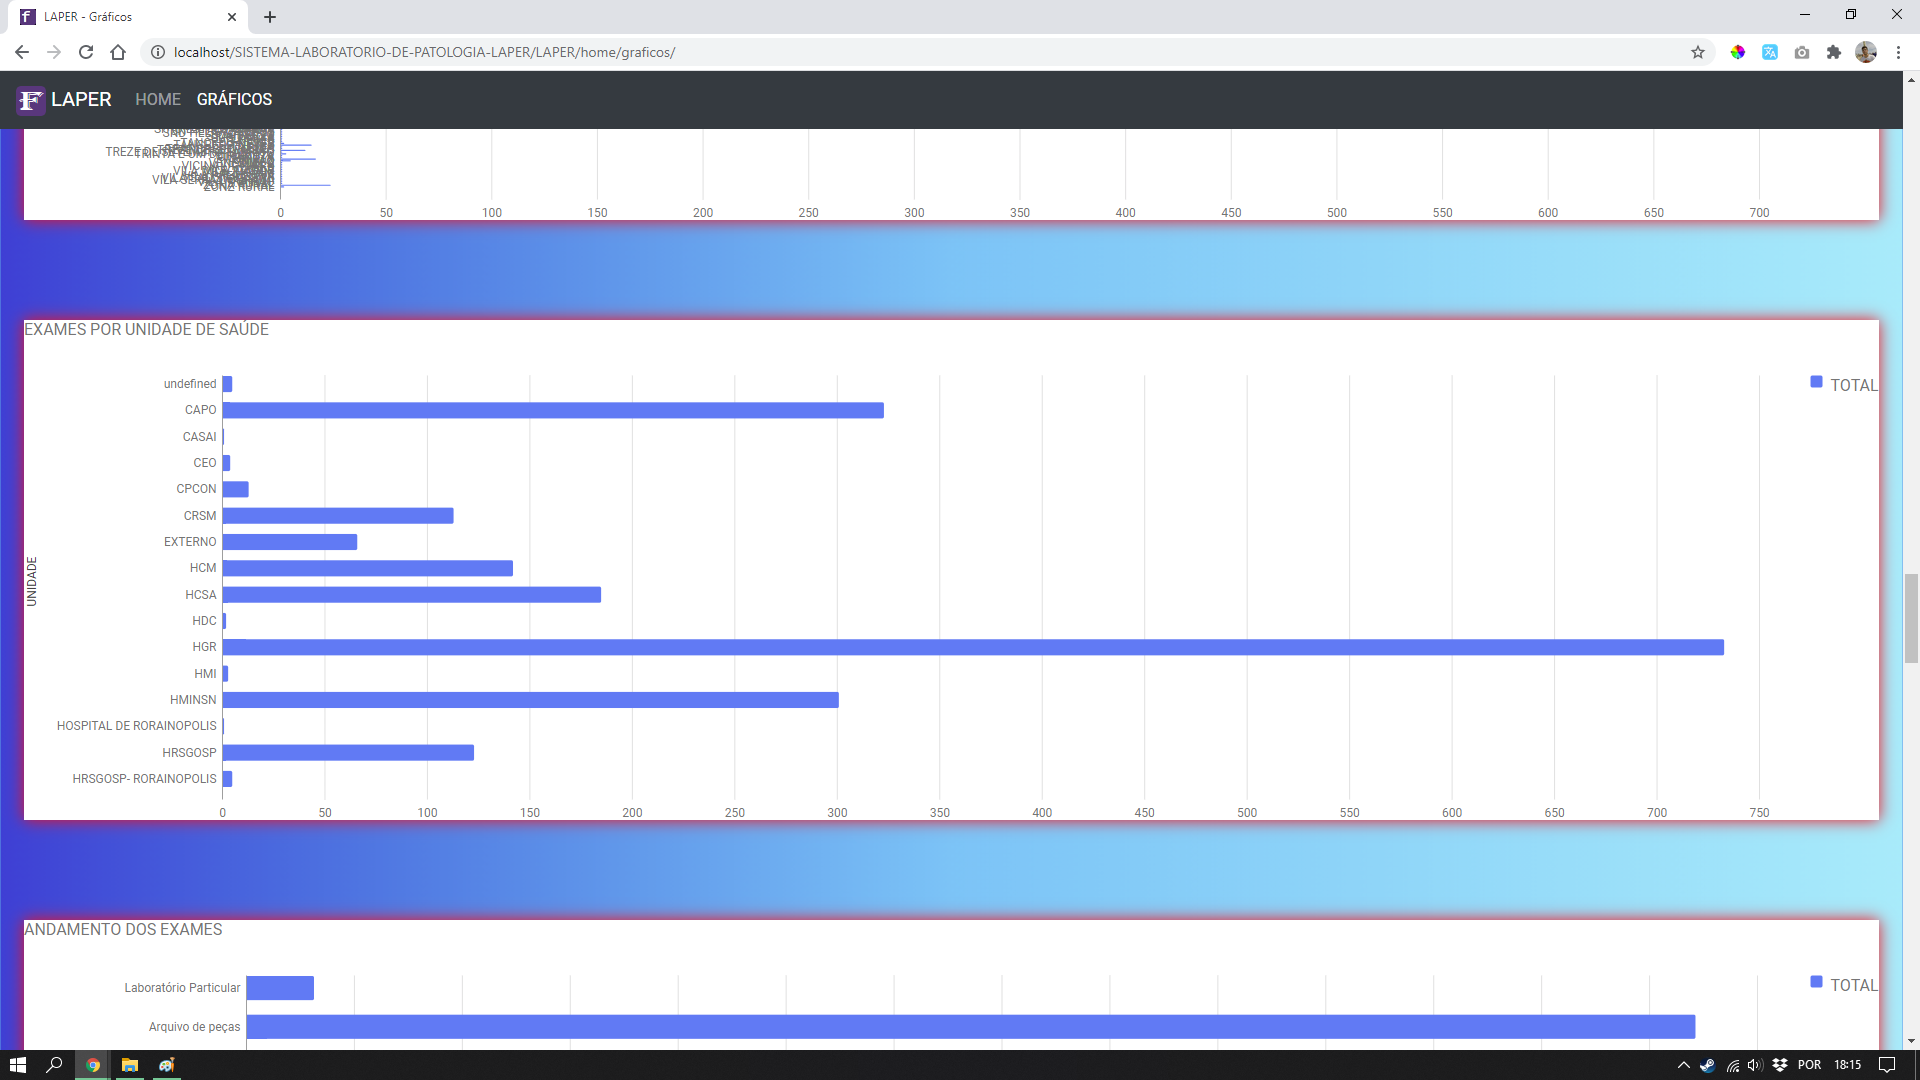 LAPER - Gráficos
localhost/SISTEMA-LABORATORIO-DE-PATOLOGIA-LAPER/LAPER/home/graficos/
LAPER HOME GRÁFICOS
ZONZ RURAL
0 50 100 150 200 250 300 350 400 450 500 550 600 650 700
EXAMES POR UNIDADE DE SAÚDE
TOTAL
UNIDADE
undefined
CAPO
CASAI
CEO
CPCON
CRSM
EXTERNO
HCM
HCSA
HDC
HGR
HMI
HMINSN
HOSPITAL DE RORAINOPOLIS
HRSGOSP
HRSGOSP- RORAINOPOLIS
0 50 100 150 200 250 300 350 400 450 500 550 600 650 700 750
ANDAMENTO DOS EXAMES
TOTAL
Laboratório Particular
Arquivo de peças
POR 18:15